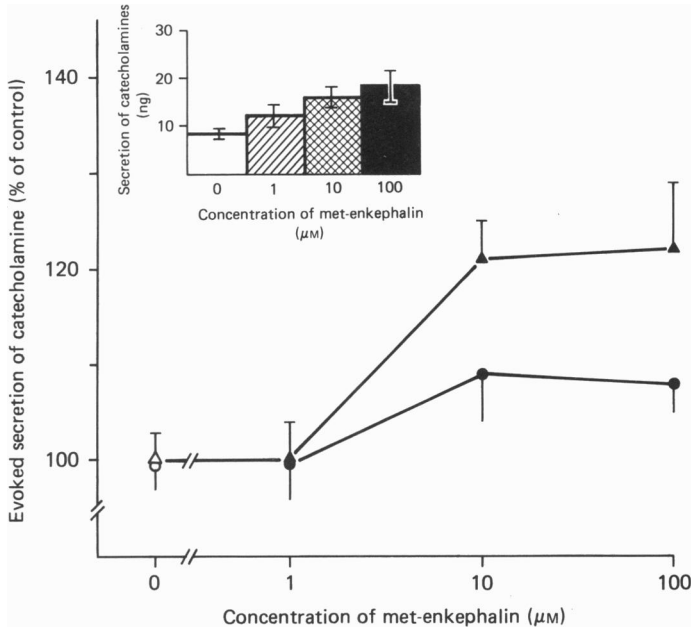 30
20
10
Secretion of catecholamines
(ng)
0 1 10 100
Concentration of met-enkephalin
(μM)
140
120
100
Evoked secretion of catecholamine (% of control)
0 1 10 100
Concentration of met-enkephalin (μM)